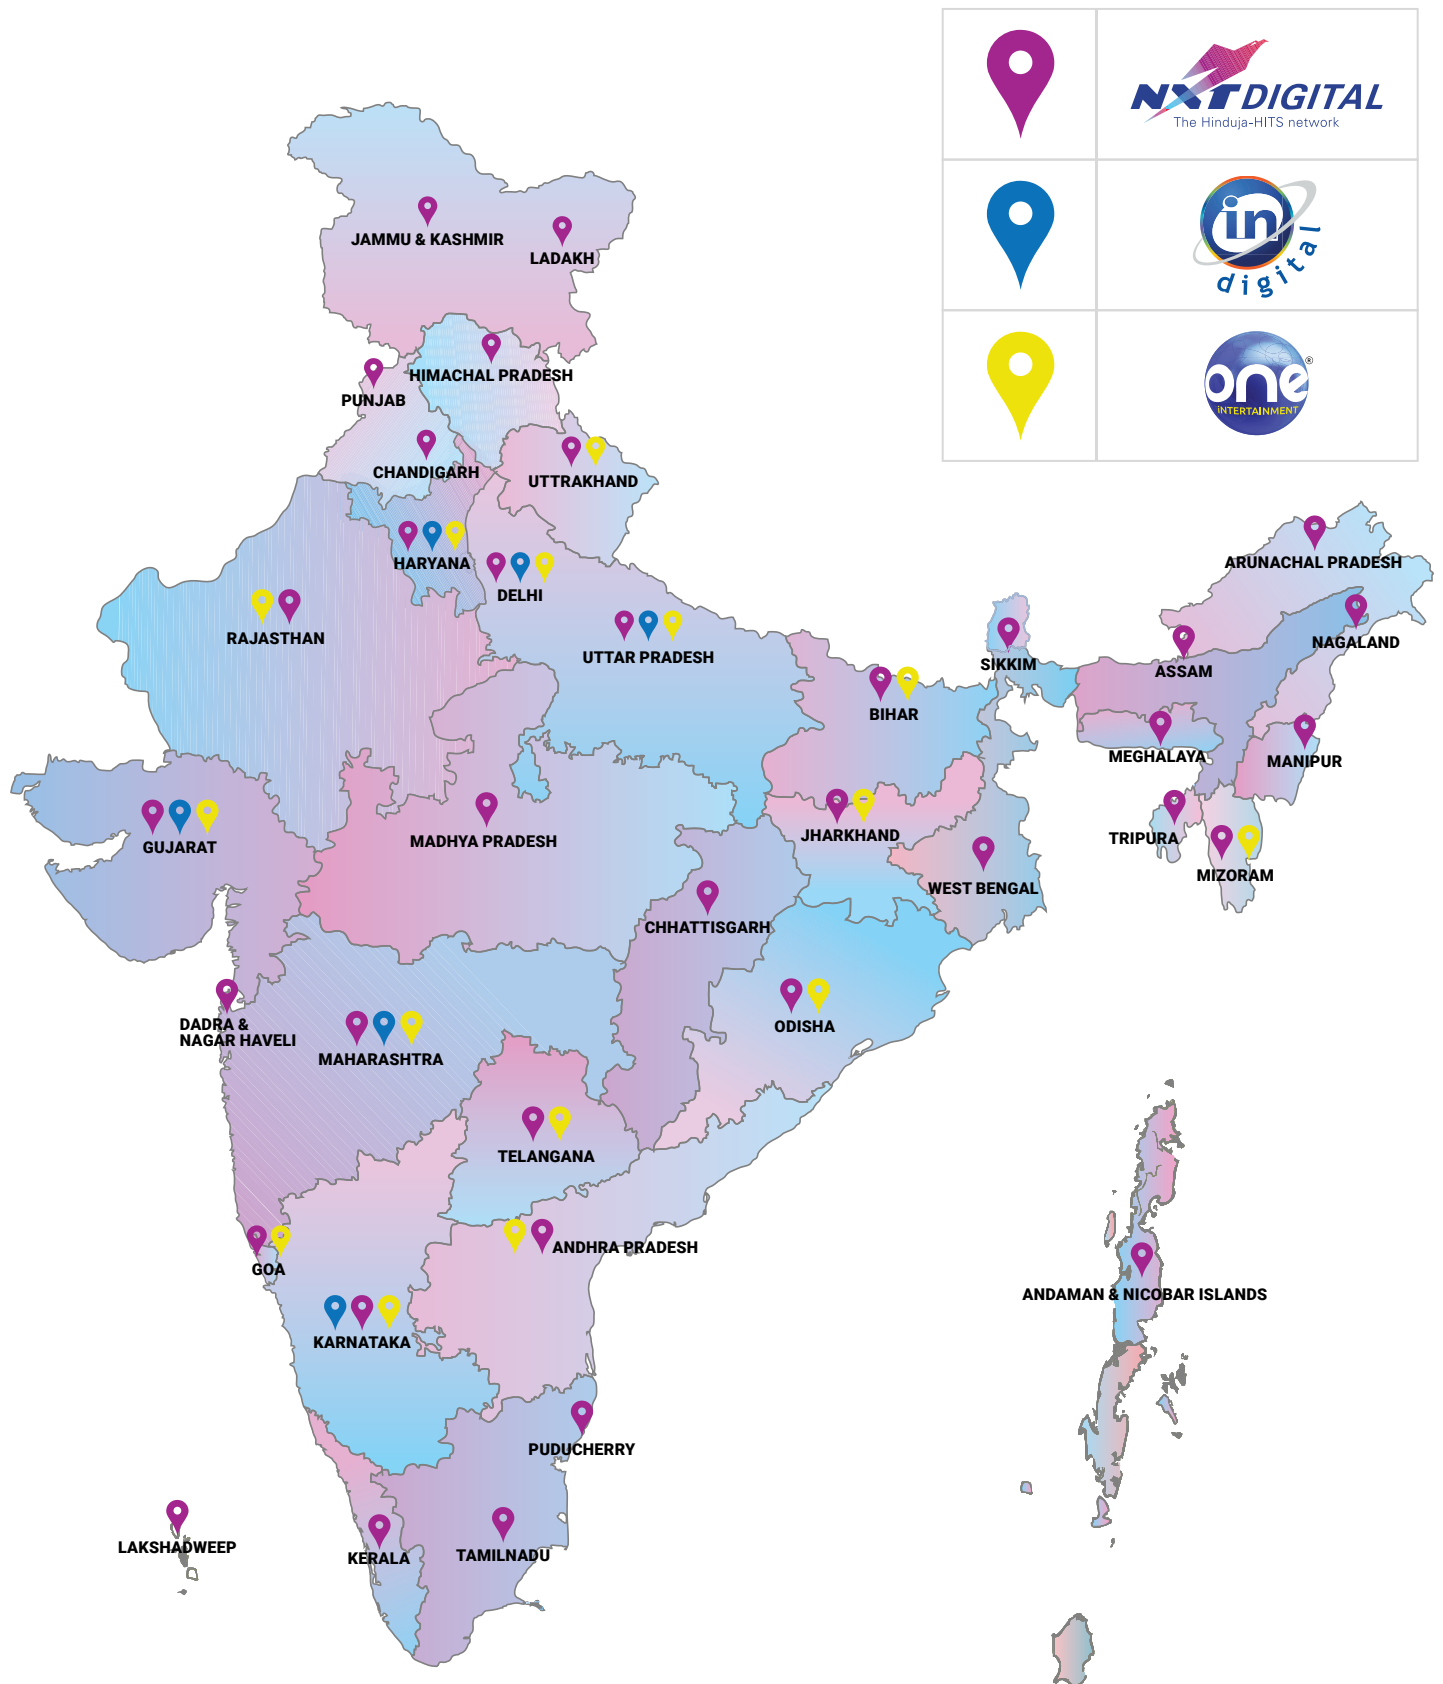 NXT DIGITAL
The Hinduja-HITS network
in
digital
one
®
iNTERTAINMENT
JAMMU & KASHMIR
LADAKH
HIMACHAL PRADESH
PUNJAB
CHANDIGARH
UTTRAKHAND
HARYANA
DELHI
RAJASTHAN
UTTAR PRADESH
BIHAR
SIKKIM
ARUNACHAL PRADESH
NAGALAND
ASSAM
MEGHALAYA
MANIPUR
TRIPURA
MIZORAM
GUJARAT
MADHYA PRADESH
JHARKHAND
WEST BENGAL
CHHATTISGARH
ODISHA
DADRA &
NAGAR HAVELI
MAHARASHTRA
TELANGANA
ANDHRA PRADESH
GOA
KARNATAKA
ANDAMAN & NICOBAR ISLANDS
PUDUCHERRY
LAKSHADWEEP
KERALA
TAMILNADU